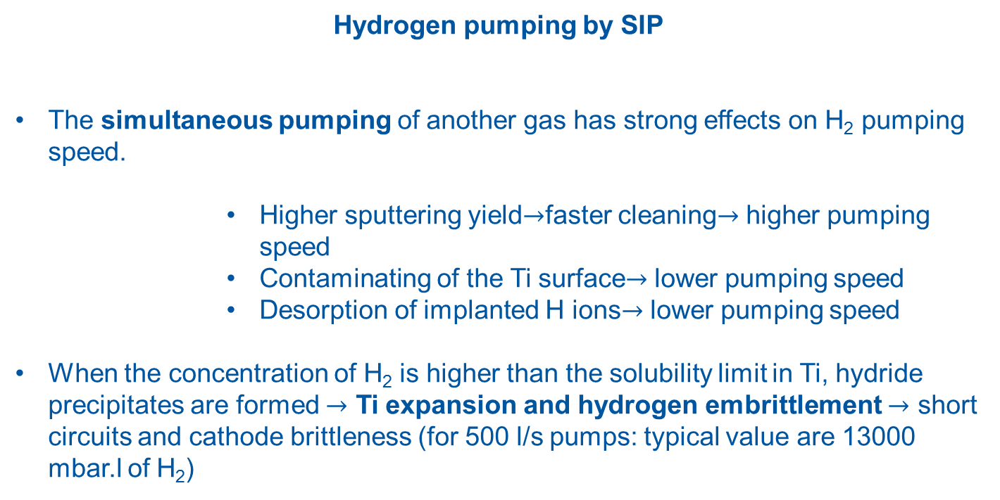 Hydrogen pumping by SIP
• The simultaneous pumping of another gas has strong effects on H₂ pumping
speed.
• Higher sputtering yield→faster cleaning→ higher pumping
speed
• Contaminating of the Ti surface→ lower pumping speed
• Desorption of implanted H ions→ lower pumping speed
• When the concentration of H₂ is higher than the solubility limit in Ti, hydride
precipitates are formed → Ti expansion and hydrogen embrittlement → short
circuits and cathode brittleness (for 500 l/s pumps: typical value are 13000
mbar.l of H₂)